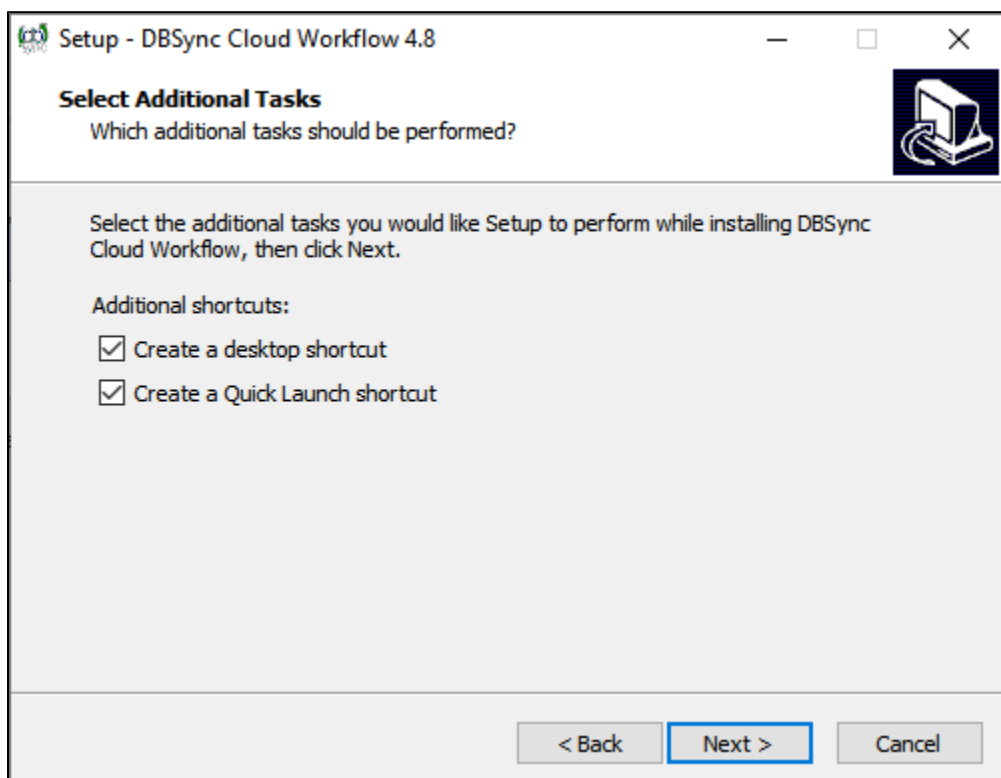 Setup - DBSync Cloud Workflow 4.8
Select Additional Tasks
Which additional tasks should be performed?
Select the additional tasks you would like Setup to perform while installing DBSync
Cloud Workflow, then click Next.
Additional shortcuts:
Create a desktop shortcut
Create a Quick Launch shortcut
< Back
Next >
Cancel